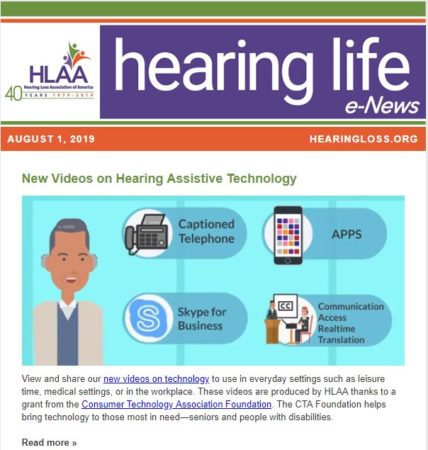 HLAA
Hearing Loss Association of America
40 YEARS 1979-2019
hearing life
e-News
AUGUST 1, 2019 HEARINGLOSS.ORG
New Videos on Hearing Assistive Technology
Captioned
Telephone
APPS
Skype for
Business
CC
Communication
Access
Realtime
Translation
View and share our new videos on technology to use in everyday settings such as leisure
time, medical settings, or in the workplace. These videos are produced by HLAA thanks to a
grant from the Consumer Technology Association Foundation. The CTA Foundation helps
bring technology to those most in need—seniors and people with disabilities.
Read more »